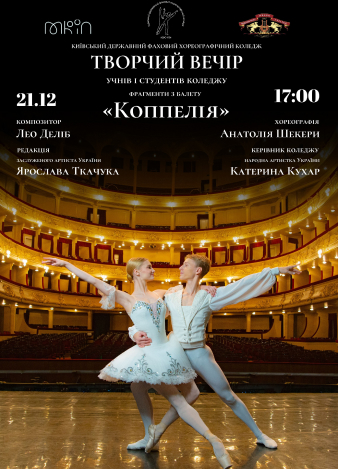 МКіП
КИЇВСЬКИЙ ДЕРЖАВНИЙ ФАХОВИЙ ХОРЕОГРАФІЧНИЙ КОЛЕДЖ
ТВОРЧИЙ ВЕЧІР
УЧНІВ І СТУДЕНТІВ КОЛЕДЖУ
ФРАГМЕНТИ З БАЛЕТУ
«КОППЕЛІЯ»
21.12
17:00
КОМПОЗИТОР
ЛЕО ДЕЛІБ
ХОРЕОГРАФІЯ
АНАТОЛІЯ ШЕКЕРИ
РЕДАКЦІЯ
ЗАСЛУЖЕНОГО АРТИСТА УКРАЇНИ
ЯРОСЛАВА ТКАЧУКА
КЕРІВНИК КОЛЕДЖУ
НАРОДНА АРТИСТКА УКРАЇНИ
КАТЕРИНА КУХАР